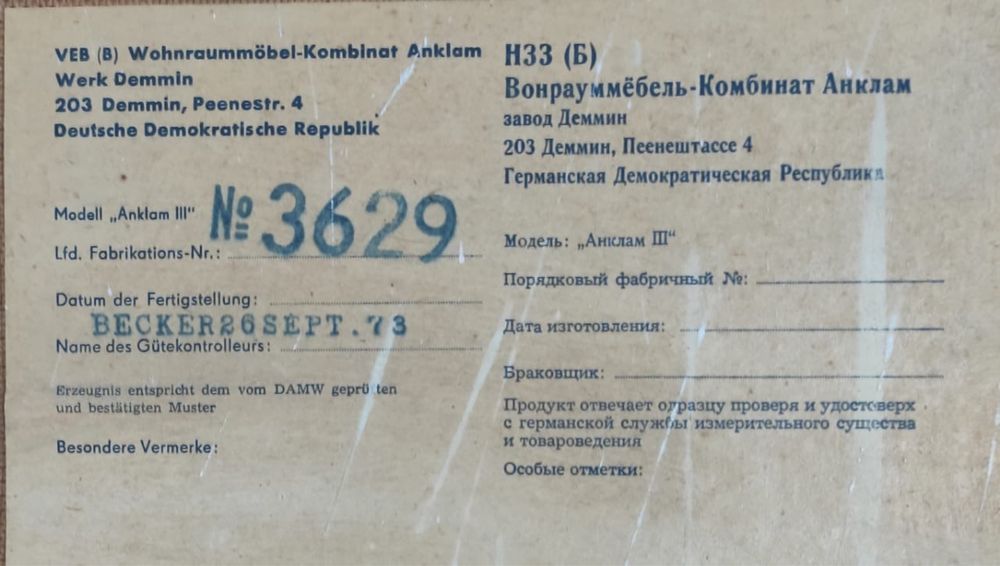 VEB (B) Wohnraummöbel-Kombinat Anklam
Werk Demmin
203 Demmin, Peenestr. 4
Deutsche Demokratische Republik
Modell „Anklam III“
№ 3629
Lfd. Fabrikations-Nr.:
Datum der Fertigstellung:
BECKER26SEPT.73
Name des Gütekontrolleurs:
Erzeugnis entspricht dem vom DAMW geprüften
und bestätigten Muster
Besondere Vermerke:
НЗЗ (Б)
Вонрауммёбель-Комбинат Анклам
завод Деммин
203 Деммин, Пеенештассе 4
Германская Демократическая Республика
Модель: „Анклам III“
Порядковый фабричный №:
Дата изготовления:
Браковщик:
Продукт отвечает образцу проверя и удостоверх
с германской службы измерительного существа
и товароведения
Особые отметки: